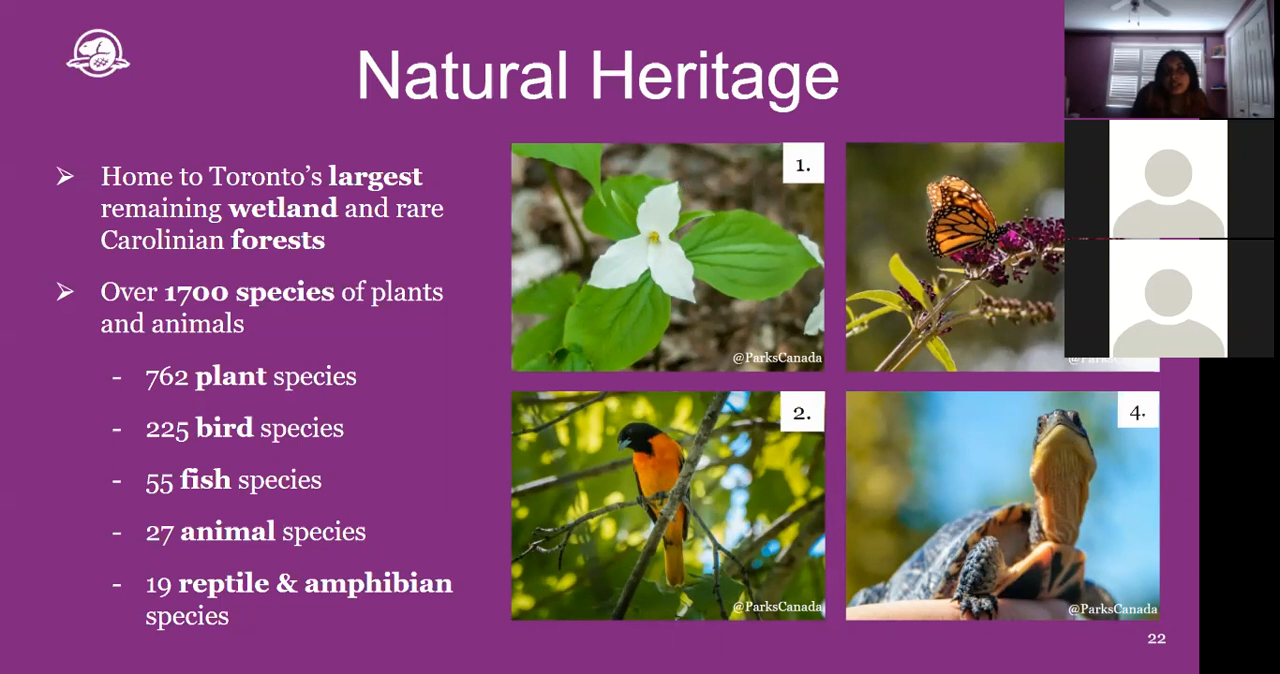 Natural Heritage
➢ Home to Toronto’s largest
remaining wetland and rare
Carolinian forests
➢ Over 1700 species of plants
and animals
- 762 plant species
- 225 bird species
- 55 fish species
- 27 animal species
- 19 reptile & amphibian
species
1.
@ParksCanada
2.
@ParksCanada
4.
@ParksCanada
22